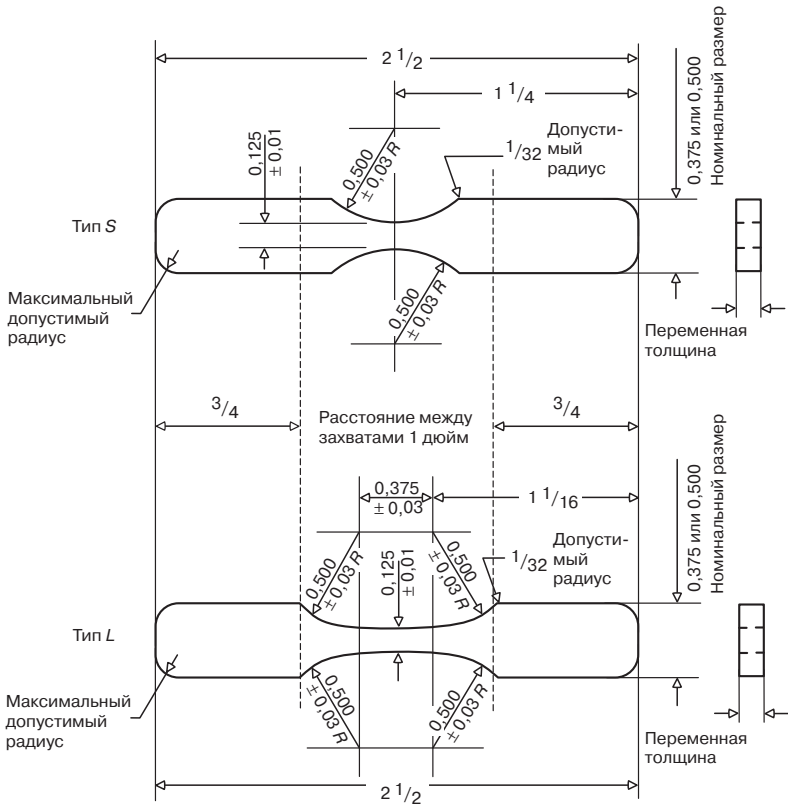 2 1/2
1 1/4
0,125
± 0,01
0,500
± 0,03 R
1/32
Допусти-
мый
радиус
0,375 или 0,500
Номинальный размер
Тип S
Максимальный
допустимый
радиус
0,500
± 0,03 R
Переменная
толщина
3/4
Расстояние между
захватами 1 дюйм
3/4
0,375
± 0,03
1 1/16
0,500
± 0,03 R
0,125
± 0,01
0,500
± 0,03 R
1/32
Допусти-
мый
радиус
0,375 или 0,500
Номинальный размер
Тип L
Максимальный
допустимый
радиус
0,500
± 0,03 R
0,500
± 0,03 R
Переменная
толщина
2 1/2